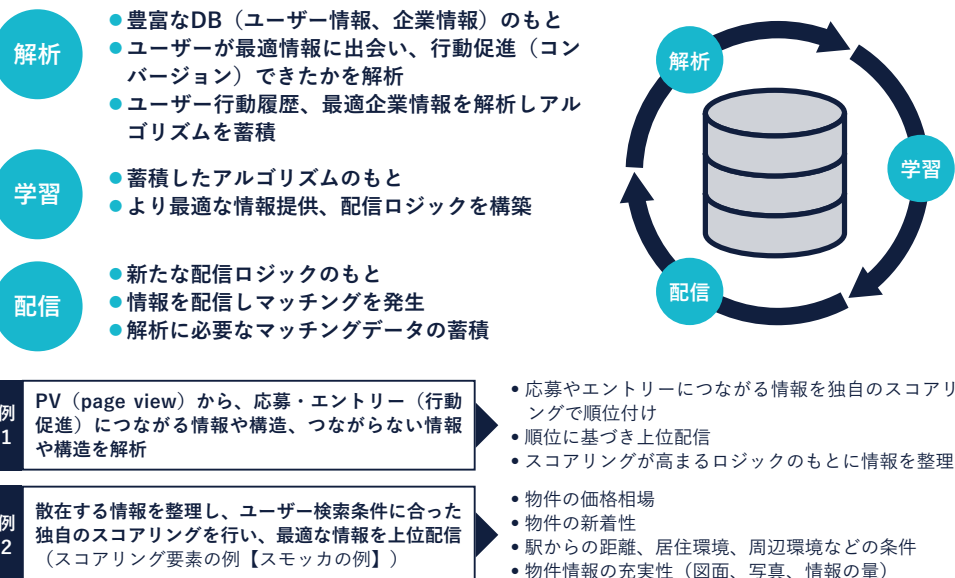 解析
●豊富なDB（ユーザー情報、企業情報）のもと
●ユーザーが最適情報に出会い、行動促進（コン
バージョン）できたかを解析
●ユーザー行動履歴、最適企業情報を解析しアル
ゴリズムを蓄積
学習
●蓄積したアルゴリズムのもと
●より最適な情報提供、配信ロジックを構築
配信
●新たな配信ロジックのもと
●情報を配信しマッチングを発生
●解析に必要なマッチングデータの蓄積
解析
学習
配信
例
1
PV（page view）から、応募・エントリー（行動
促進）につながる情報や構造、つながらない情報
や構造を解析
•応募やエントリーにつながる情報を独自のスコアリ
ングで順位付け
•順位に基づき上位配信
•スコアリングが高まるロジックのもとに情報を整理
例
2
散在する情報を整理し、ユーザー検索条件に合った
独自のスコアリングを行い、最適な情報を上位配信
（スコアリング要素の例【スモッカの例】）
•物件の価格相場
•物件の新着性
•駅からの距離、居住環境、周辺環境などの条件
•物件情報の充実性（図面、写真、情報の量）